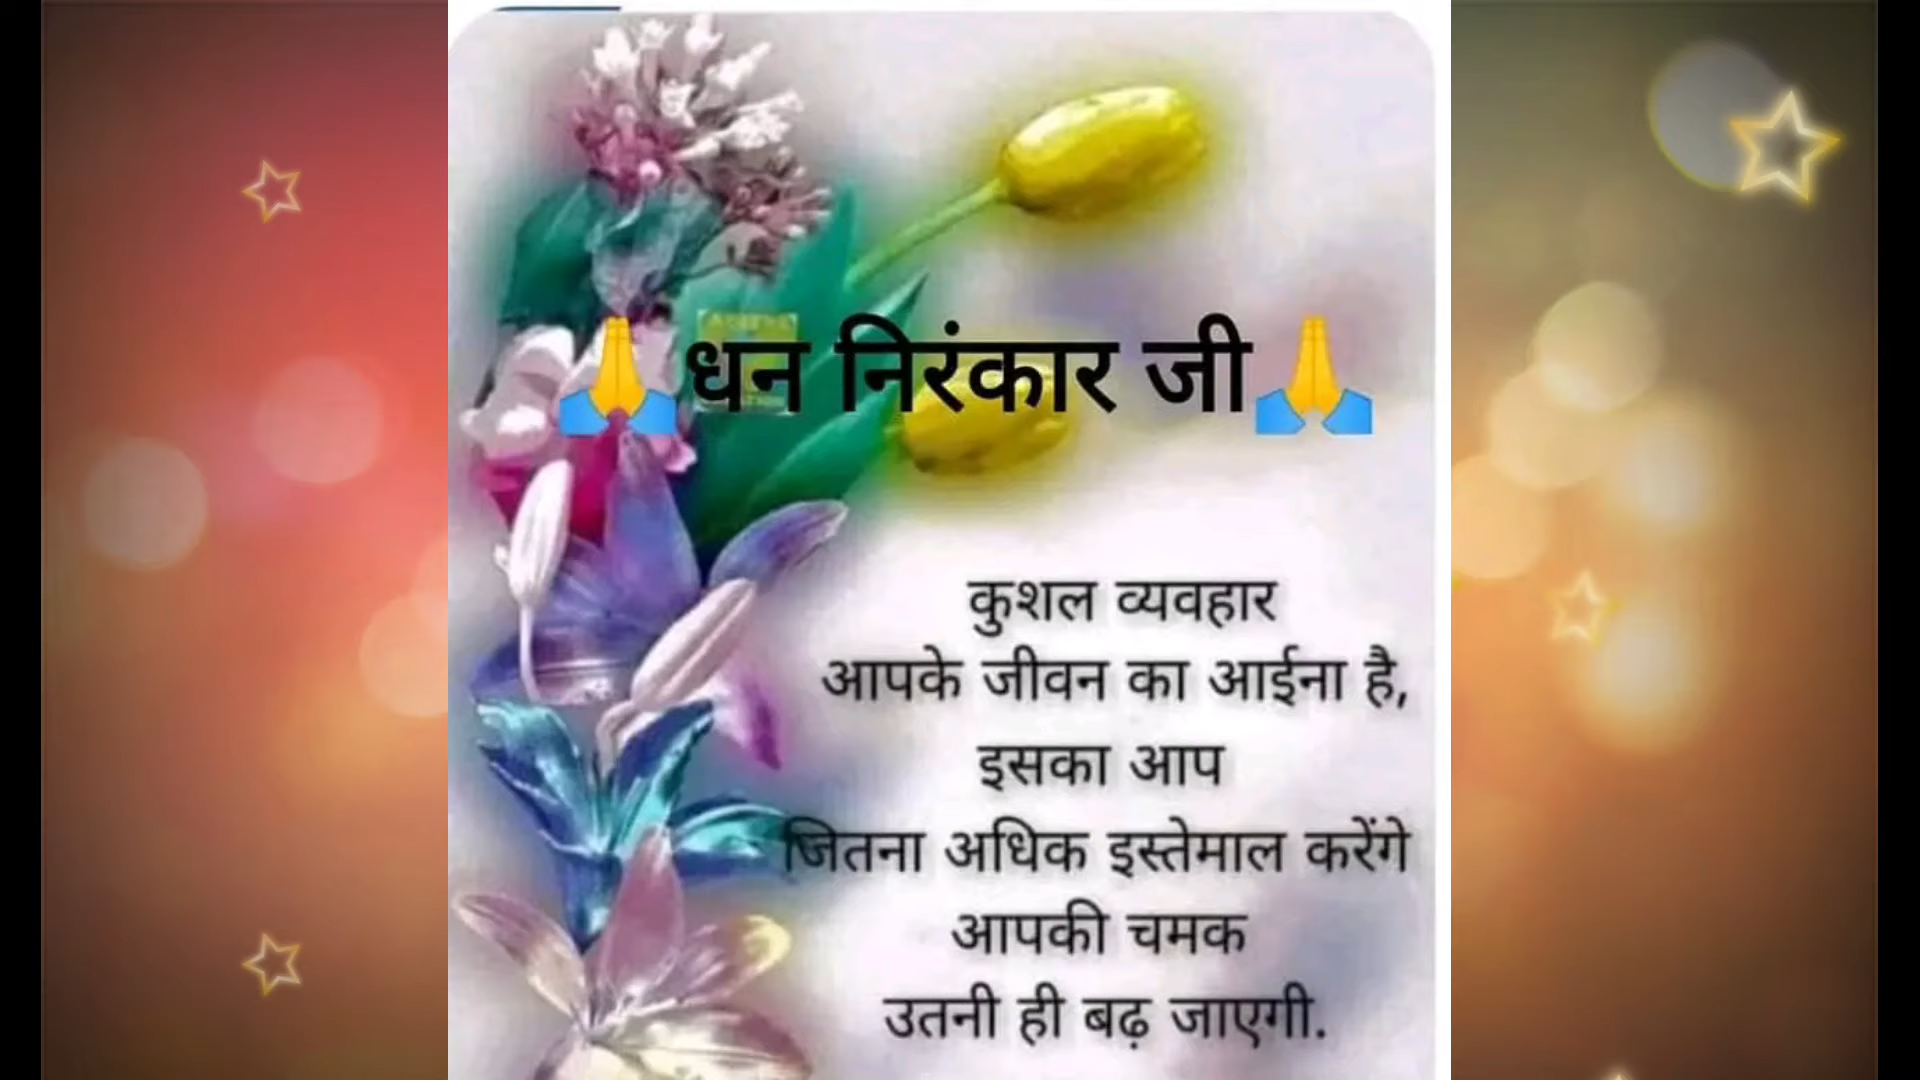 🙏धन निरंकार जी🙏
कुशल व्यवहार
आपके जीवन का आईना है,
इसका आप
जितना अधिक इस्तेमाल करेंगे
आपकी चमक
उतनी ही बढ़ जाएगी.